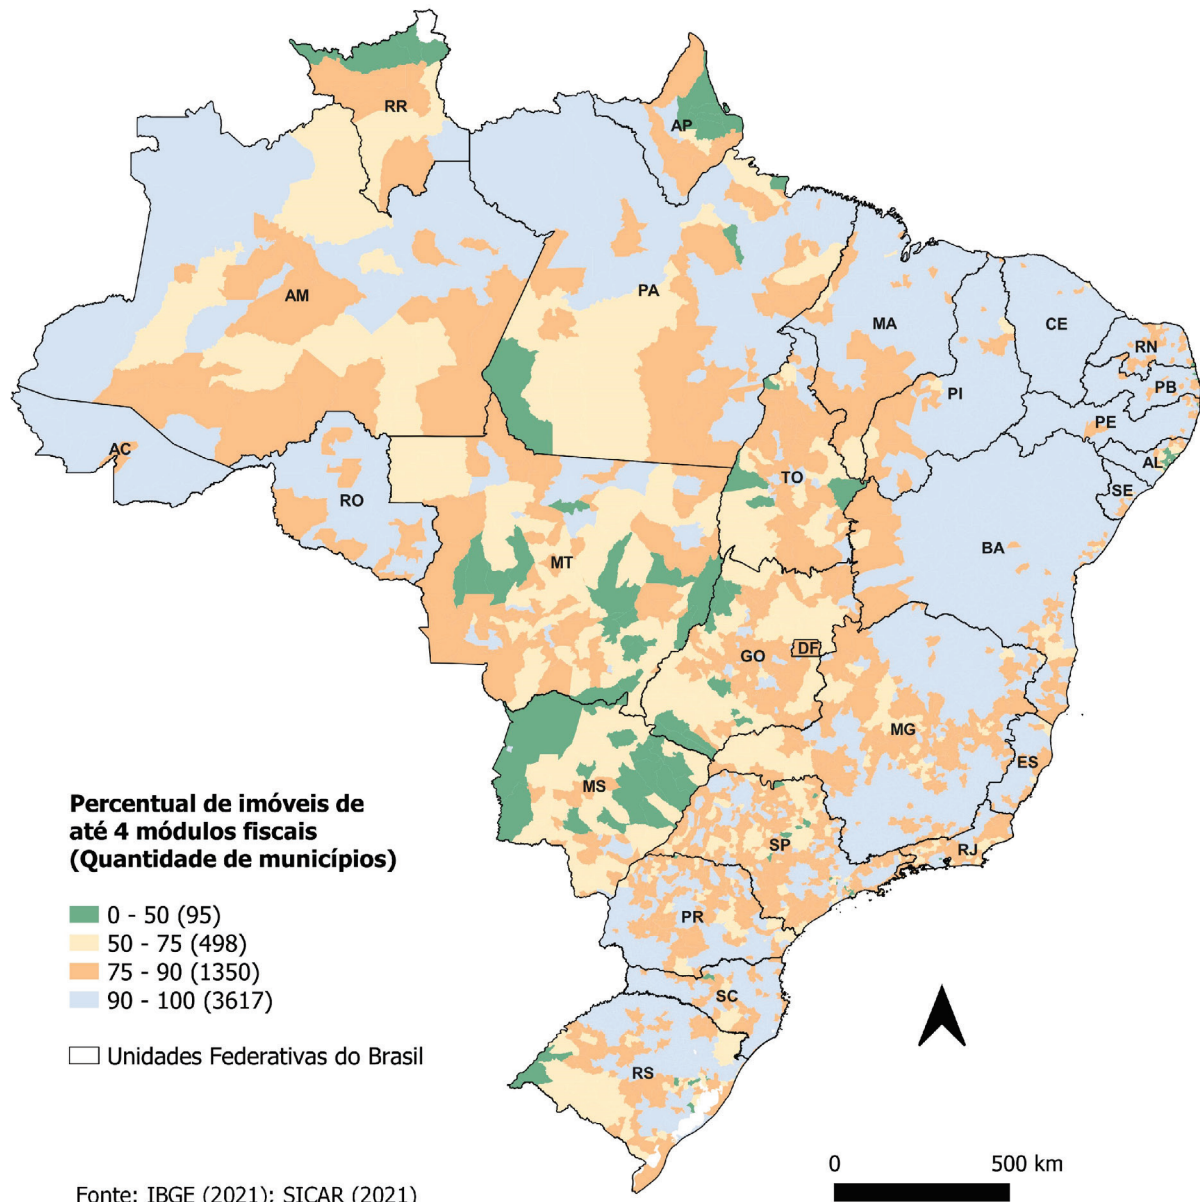 RR
AP
AM
PA
MA
CE
RN
PB
PI
PE
AC
AL
TO
SE
RO
BA
MT
DF
GO
MG
ES
MS
SP
RJ
PR
SC
RS
Percentual de imóveis de
até 4 módulos fiscais
(Quantidade de municípios)
0 - 50 (95)
50 - 75 (498)
75 - 90 (1350)
90 - 100 (3617)
Unidades Federativas do Brasil
0 500 km
Fonte: IBGE (2021); SICAR (2021)